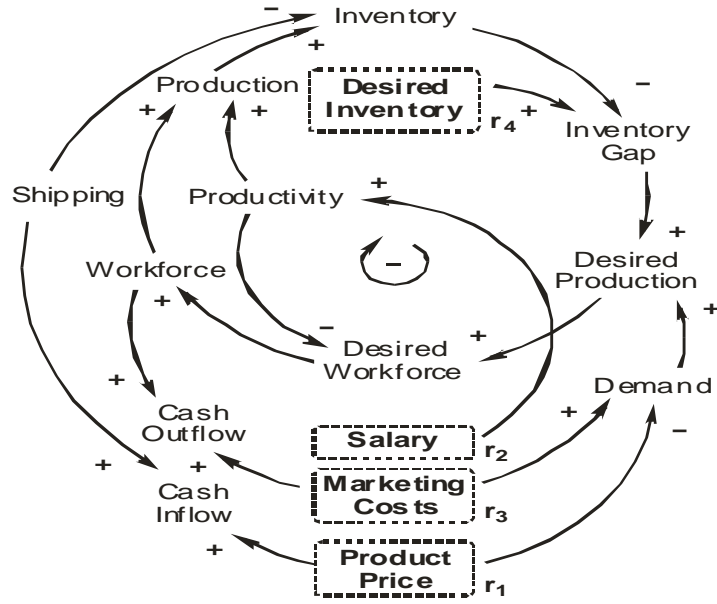 Inventory
−
+
Production
Desired
Inventory
r4
+
−
Inventory
Gap
+
+
Shipping
Productivity
+
+
Desired
Production
−
Workforce
+
−
Desired
Workforce
+
+
Demand
+
−
+
Cash
Outflow
+
+
Cash
Inflow
+
Salary
r2
Marketing
Costs
r3
Product
Price
r1